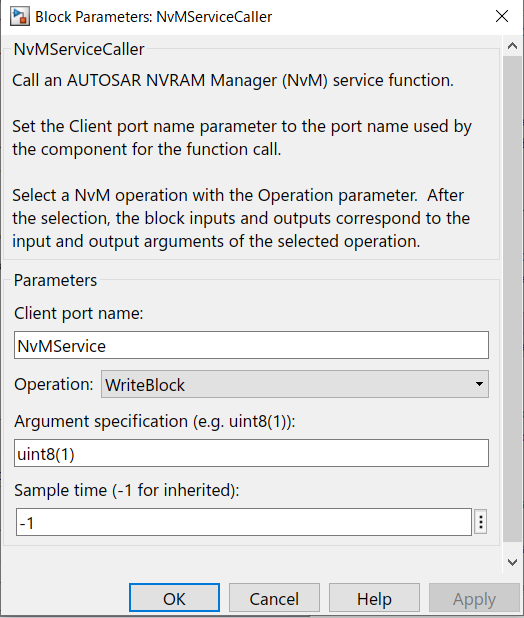 Block Parameters: NvMServiceCaller
NvMServiceCaller
Call an AUTOSAR NVRAM Manager (NvM) service function.
Set the Client port name parameter to the port name used by
the component for the function call.
Select a NvM operation with the Operation parameter.  After
the selection, the block inputs and outputs correspond to the
input and output arguments of the selected operation.
Parameters
Client port name:
NvMService
Operation: WriteBlock
Argument specification (e.g. uint8(1)):
uint8(1)
Sample time (-1 for inherited):
-1
OK Cancel Help Apply